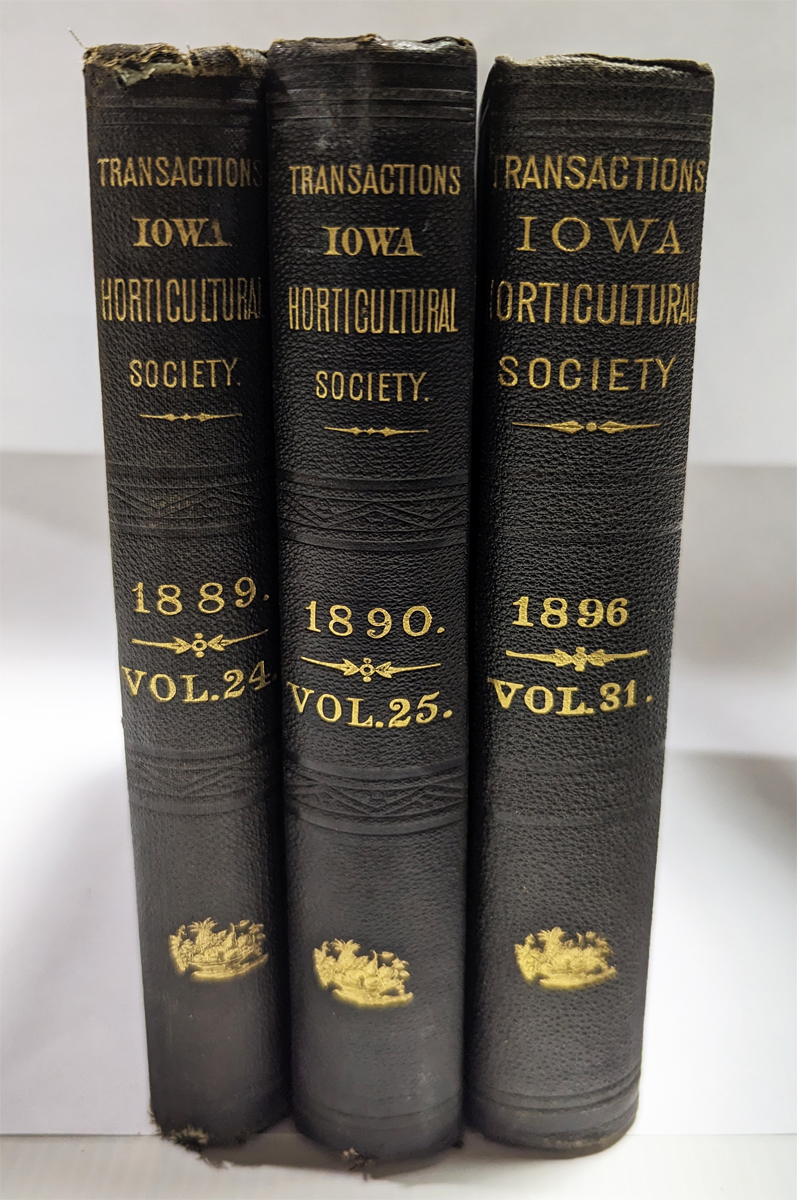 TRANSACTIONS
IOWA
HORTICULTURAL
SOCIETY.
1889.
VOL.24.
TRANSACTIONS
IOWA
HORTICULTURAL
SOCIETY.
1890.
VOL.25.
TRANSACTIONS
IOWA
HORTICULTURAL
SOCIETY
1896
VOL.31.